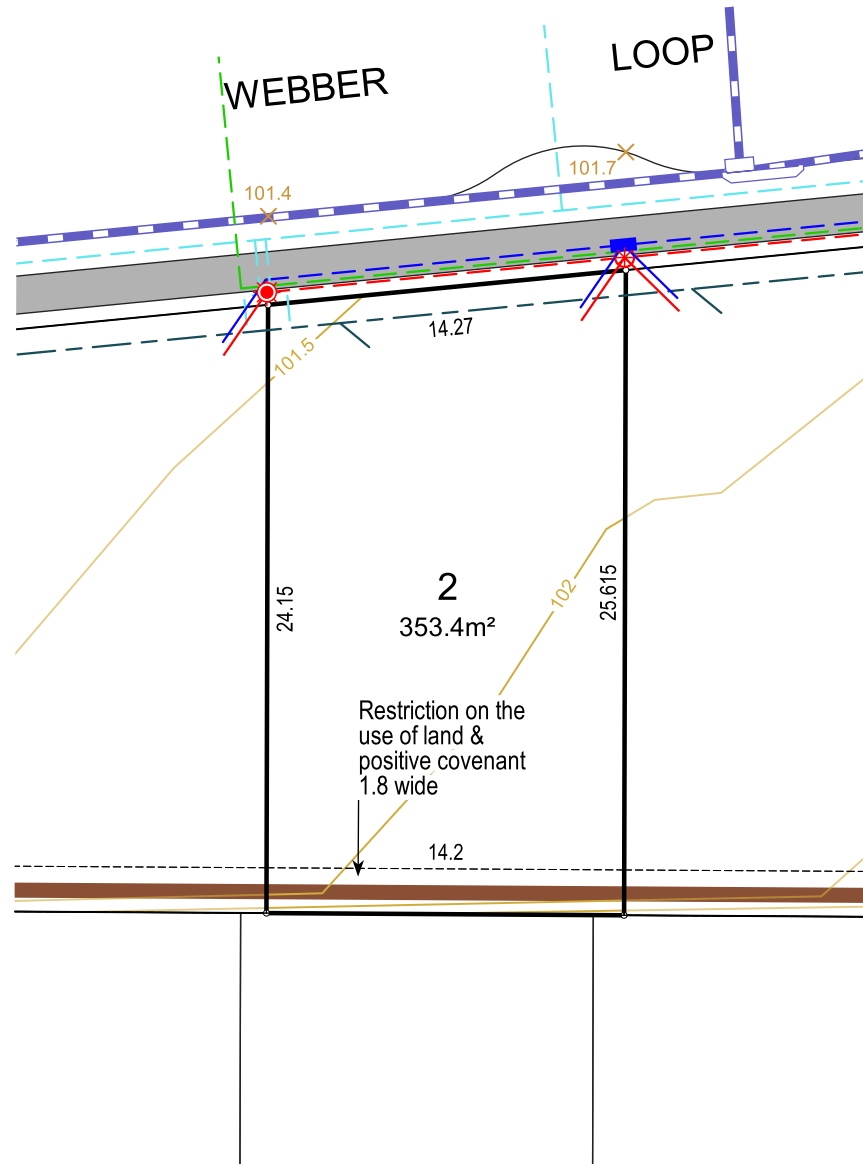 WEBBER
LOOP
101.4
101.7
14.27
101.5
24.15
2
353.4m²
102
25.615
Restriction on the
use of land &
positive covenant
1.8 wide
14.2